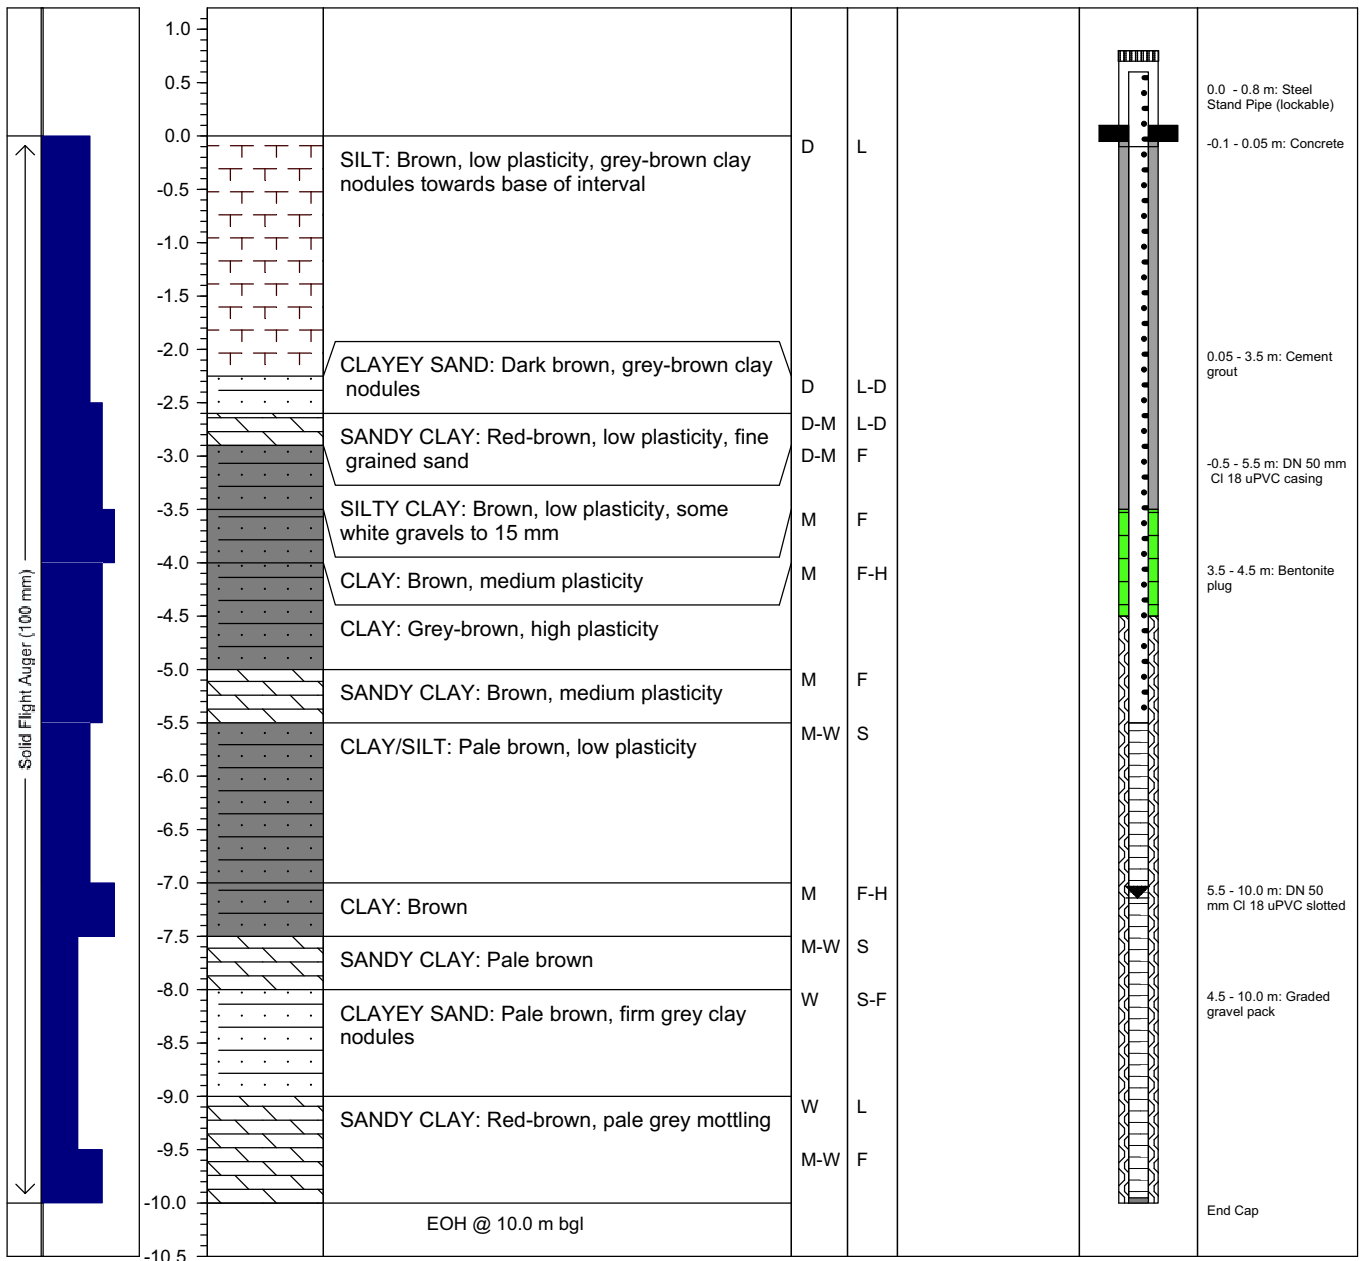 1.0
0.5
0.0
-0.5
-1.0
-1.5
-2.0
-2.5
-3.0
-3.5
-4.0
-4.5
-5.0
-5.5
-6.0
-6.5
-7.0
-7.5
-8.0
-8.5
-9.0
-9.5
-10.0
-10.5
Solid Flight Auger (100 mm)
SILT: Brown, low plasticity, grey-brown clay
nodules towards base of interval
D L
CLAYEY SAND: Dark brown, grey-brown clay
nodules
D L-D
D-M L-D
SANDY CLAY: Red-brown, low plasticity, fine
grained sand
D-M F
SILTY CLAY: Brown, low plasticity, some
white gravels to 15 mm
M F
CLAY: Brown, medium plasticity
M F-H
CLAY: Grey-brown, high plasticity
SANDY CLAY: Brown, medium plasticity
M F
CLAY/SILT: Pale brown, low plasticity
M-W S
CLAY: Brown
M F-H
SANDY CLAY: Pale brown
M-W S
CLAYEY SAND: Pale brown, firm grey clay
nodules
W S-F
SANDY CLAY: Red-brown, pale grey mottling
W L
M-W F
EOH @ 10.0 m bgl
0.0 - 0.8 m: Steel
Stand Pipe (lockable)
-0.1 - 0.05 m: Concrete
0.05 - 3.5 m: Cement
grout
-0.5 - 5.5 m: DN 50 mm
Cl 18 uPVC casing
3.5 - 4.5 m: Bentonite
plug
5.5 - 10.0 m: DN 50
mm Cl 18 uPVC slotted
4.5 - 10.0 m: Graded
gravel pack
End Cap